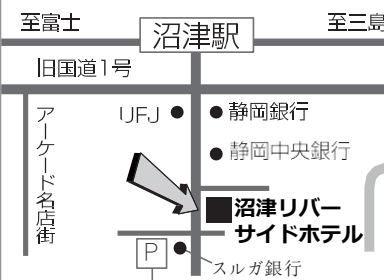 至富士
沼津駅
至三島
旧国道1号
アーケード名店街
UFJ
静岡銀行
静岡中央銀行
沼津リバー
サイドホテル
P
スルガ銀行